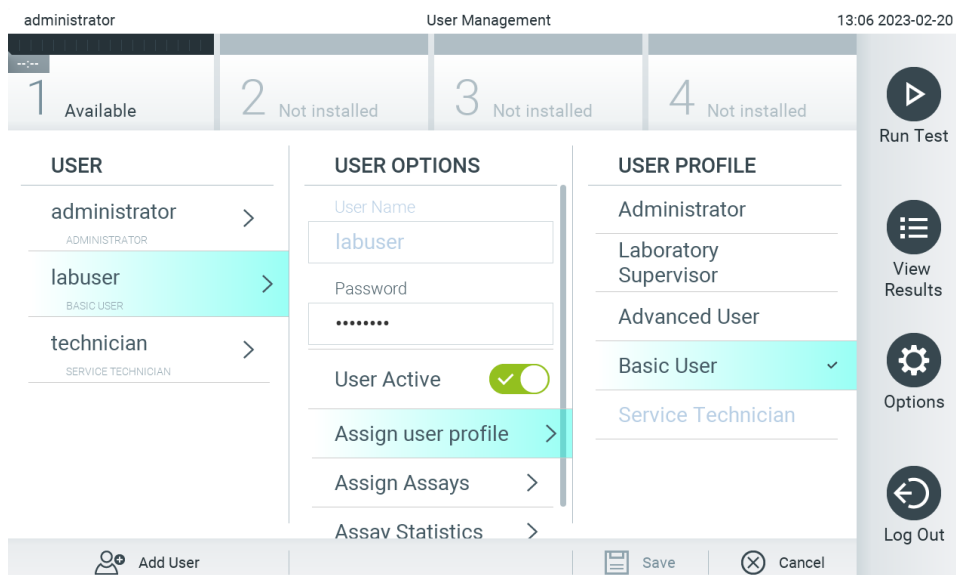 administrator
User Management
13:06 2023-02-20
--:--
1 Available
2 Not installed
3 Not installed
4 Not installed
USER
administrator
ADMINISTRATOR
labuser
BASIC USER
technician
SERVICE TECHNICIAN
USER OPTIONS
User Name
labuser
Password
••••••••
User Active
Assign user profile
Assign Assays
Assay Statistics
USER PROFILE
Administrator
Laboratory
Supervisor
Advanced User
Basic User
Service Technician
Run Test
View
Results
Options
Log Out
Add User
Save
Cancel